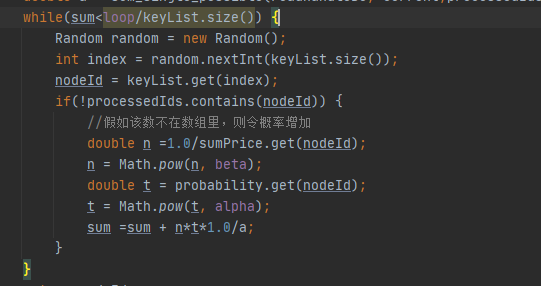 while(sum<loop/keyList.size()) {
Random random = new Random();
int index = random.nextInt(keyList.size());
nodeId = keyList.get(index);
if(!processedIds.contains(nodeId)) {
//假如该数不在数组里，则令概率增加
double n =1.0/sumPrice.get(nodeId);
n = Math.pow(n, beta);
double t = probability.get(nodeId);
t = Math.pow(t, alpha);
sum =sum + n*t*1.0/a;
}
}